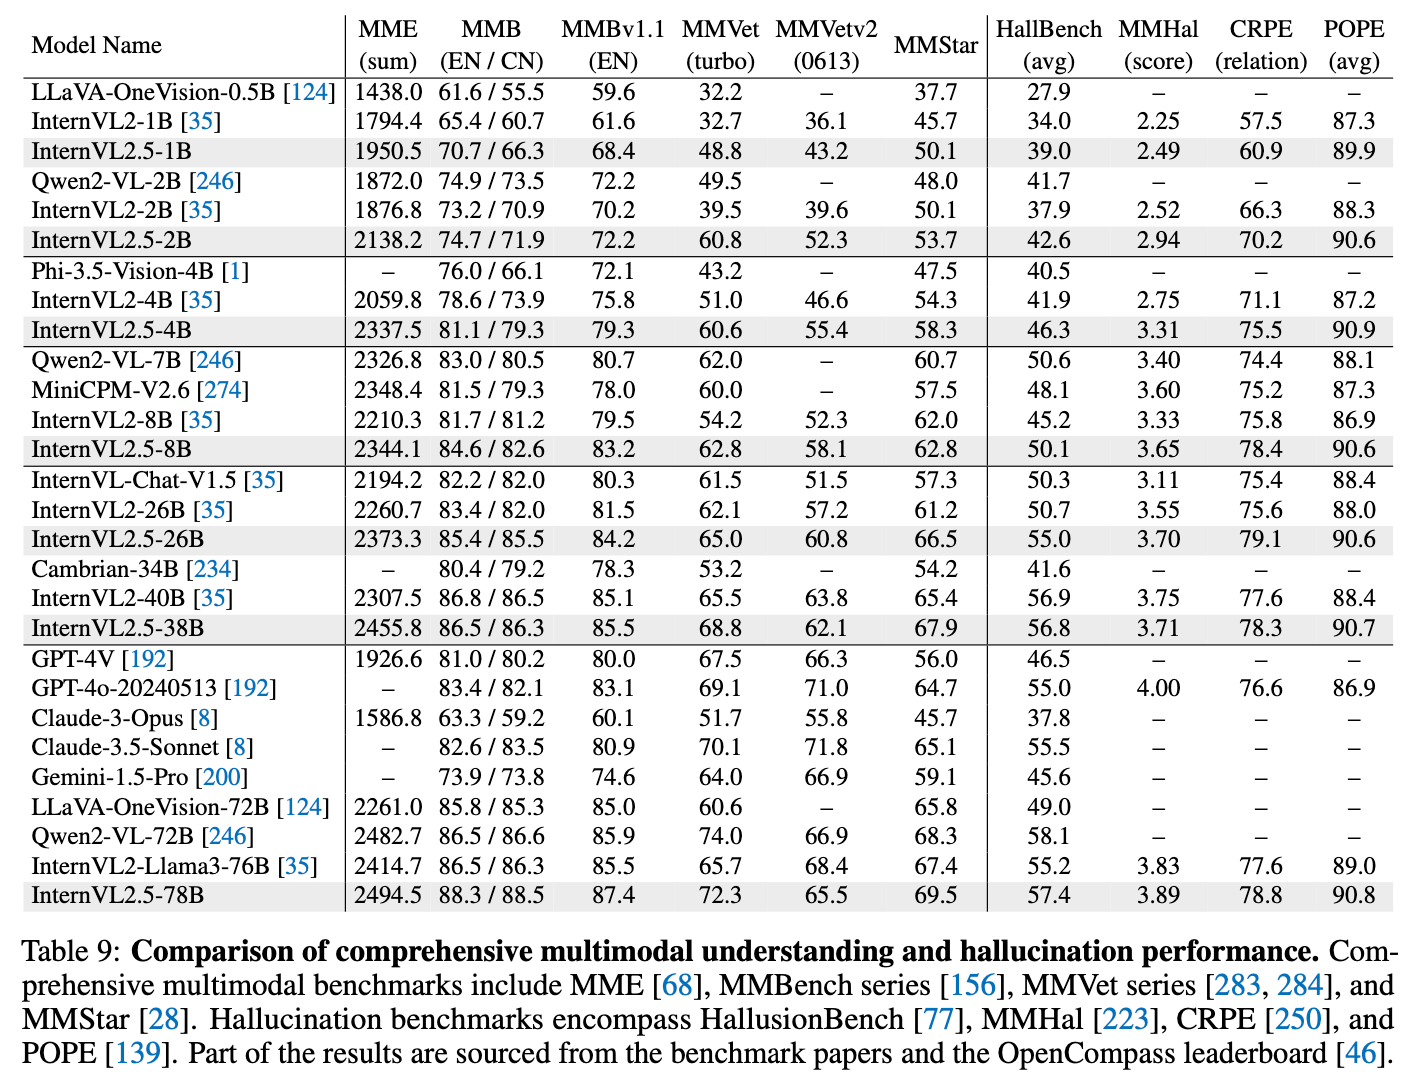 Model Name MME (sum) MMB (EN / CN) MMBv1.1 (EN) MMVet (turbo) MMVetv2 (0613) MMStar HallBench (avg) MMHal (score) CRPE (relation) POPE (avg)
LLaVA-OneVision-0.5B [124] 1438.0 61.6 / 55.5 59.6 32.2 – 37.7 27.9 – – –
InternVL2-1B [35] 1794.4 65.4 / 60.7 61.6 32.7 36.1 45.7 34.0 2.25 57.5 87.3
InternVL2.5-1B 1950.5 70.7 / 66.3 68.4 48.8 43.2 50.1 39.0 2.49 60.9 89.9
Qwen2-VL-2B [246] 1872.0 74.9 / 73.5 72.2 49.5 – 48.0 41.7 – – –
InternVL2-2B [35] 1876.8 73.2 / 70.9 70.2 39.5 39.6 50.1 37.9 2.52 66.3 88.3
InternVL2.5-2B 2138.2 74.7 / 71.9 72.2 60.8 52.3 53.7 42.6 2.94 70.2 90.6
Phi-3.5-Vision-4B [1] – 76.0 / 66.1 72.1 43.2 – 47.5 40.5 – – –
InternVL2-4B [35] 2059.8 78.6 / 73.9 75.8 51.0 46.6 54.3 41.9 2.75 71.1 87.2
InternVL2.5-4B 2337.5 81.1 / 79.3 79.3 60.6 55.4 58.3 46.3 3.31 75.5 90.9
Qwen2-VL-7B [246] 2326.8 83.0 / 80.5 80.7 62.0 – 60.7 50.6 3.40 74.4 88.1
MiniCPM-V2.6 [274] 2348.4 81.5 / 79.3 78.0 60.0 – 57.5 48.1 3.60 75.2 87.3
InternVL2-8B [35] 2210.3 81.7 / 81.2 79.5 54.2 52.3 62.0 45.2 3.33 75.8 86.9
InternVL2.5-8B 2344.1 84.6 / 82.6 83.2 62.8 58.1 62.8 50.1 3.65 78.4 90.6
InternVL-Chat-V1.5 [35] 2194.2 82.2 / 82.0 80.3 61.5 51.5 57.3 50.3 3.11 75.4 88.4
InternVL2-26B [35] 2260.7 83.4 / 82.0 81.5 62.1 57.2 61.2 50.7 3.55 75.6 88.0
InternVL2.5-26B 2373.3 85.4 / 85.5 84.2 65.0 60.8 66.5 55.0 3.70 79.1 90.6
Cambrian-34B [234] – 80.4 / 79.2 78.3 53.2 – 54.2 41.6 – – –
InternVL2-40B [35] 2307.5 86.8 / 86.5 85.1 65.5 63.8 65.4 56.9 3.75 77.6 88.4
InternVL2.5-38B 2455.8 86.5 / 86.3 85.5 68.8 62.1 67.9 56.8 3.71 78.3 90.7
GPT-4V [192] 1926.6 81.0 / 80.2 80.0 67.5 66.3 56.0 46.5 – – –
GPT-4o-20240513 [192] – 83.4 / 82.1 83.1 69.1 71.0 64.7 55.0 4.00 76.6 86.9
Claude-3-Opus [8] 1586.8 63.3 / 59.2 60.1 51.7 55.8 45.7 37.8 – – –
Claude-3.5-Sonnet [8] – 82.6 / 83.5 80.9 70.1 71.8 65.1 55.5 – – –
Gemini-1.5-Pro [200] – 73.9 / 73.8 74.6 64.0 66.9 59.1 45.6 – – –
LLaVA-OneVision-72B [124] 2261.0 85.8 / 85.3 85.0 60.6 – 65.8 49.0 – – –
Qwen2-VL-72B [246] 2482.7 86.5 / 86.6 85.9 74.0 66.9 68.3 58.1 – – –
InternVL2-Llama3-76B [35] 2414.7 86.5 / 86.3 85.5 65.7 68.4 67.4 55.2 3.83 77.6 89.0
InternVL2.5-78B 2494.5 88.3 / 88.5 87.4 72.3 65.5 69.5 57.4 3.89 78.8 90.8
Table 9: Comparison of comprehensive multimodal understanding and hallucination performance. Com-
prehensive multimodal benchmarks include MME [68], MMBench series [156], MMVet series [283, 284], and
MMStar [28]. Hallucination benchmarks encompass HallusionBench [77], MMHal [223], CRPE [250], and
POPE [139]. Part of the results are sourced from the benchmark papers and the OpenCompass leaderboard [46].